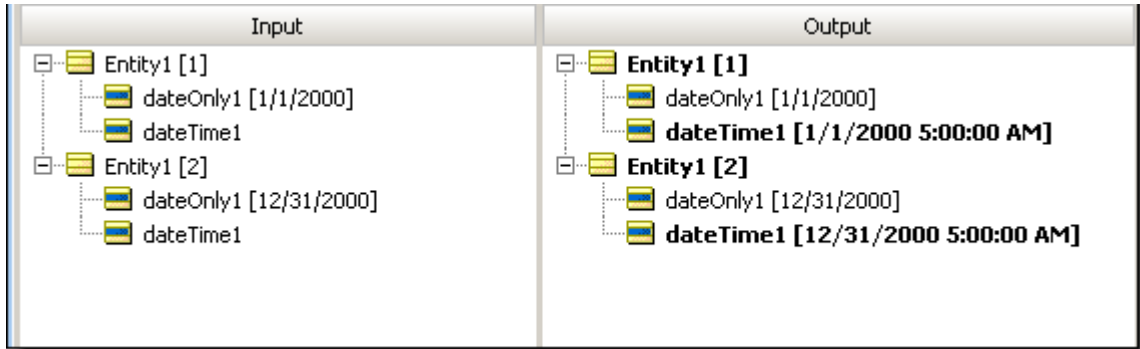 Input
Entity1 [1]
dateOnly1 [1/1/2000]
dateTime1
Entity1 [2]
dateOnly1 [12/31/2000]
dateTime1
Output
Entity1 [1]
dateOnly1 [1/1/2000]
dateTime1 [1/1/2000 5:00:00 AM]
Entity1 [2]
dateOnly1 [12/31/2000]
dateTime1 [12/31/2000 5:00:00 AM]